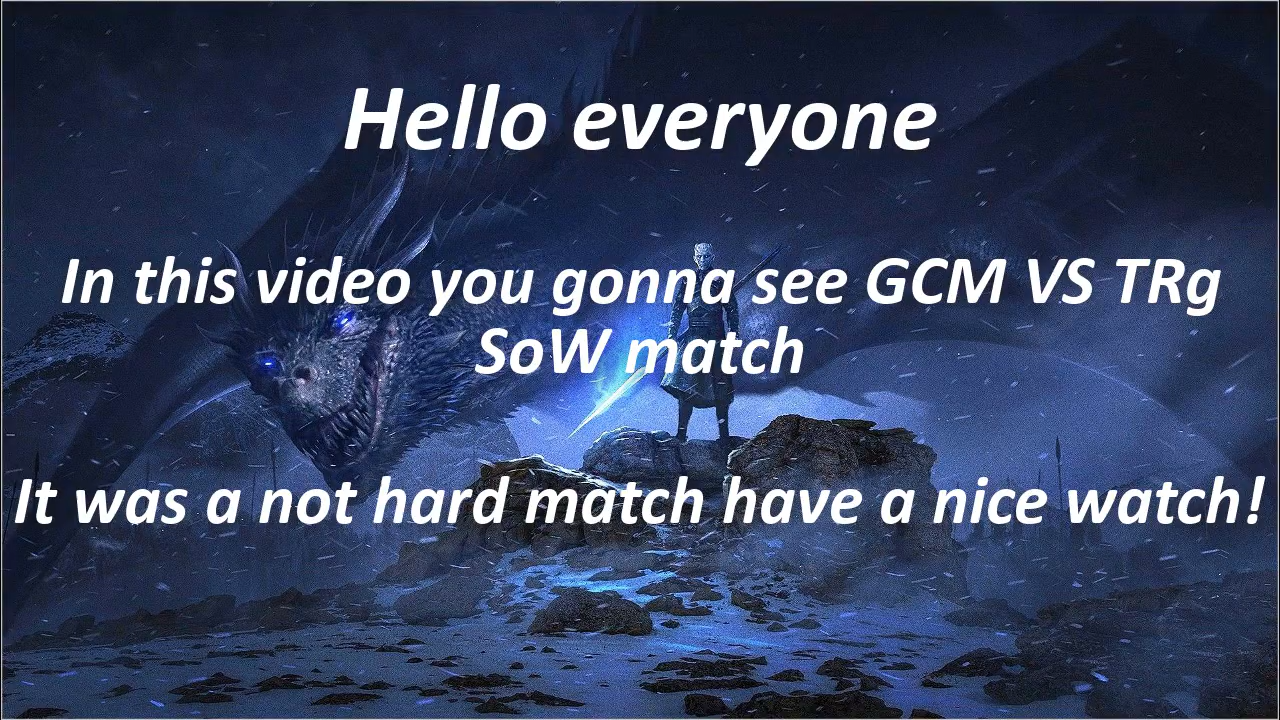 Hello everyone
In this video you gonna see GCM VS TRg
SoW match
It was a not hard match have a nice watch!